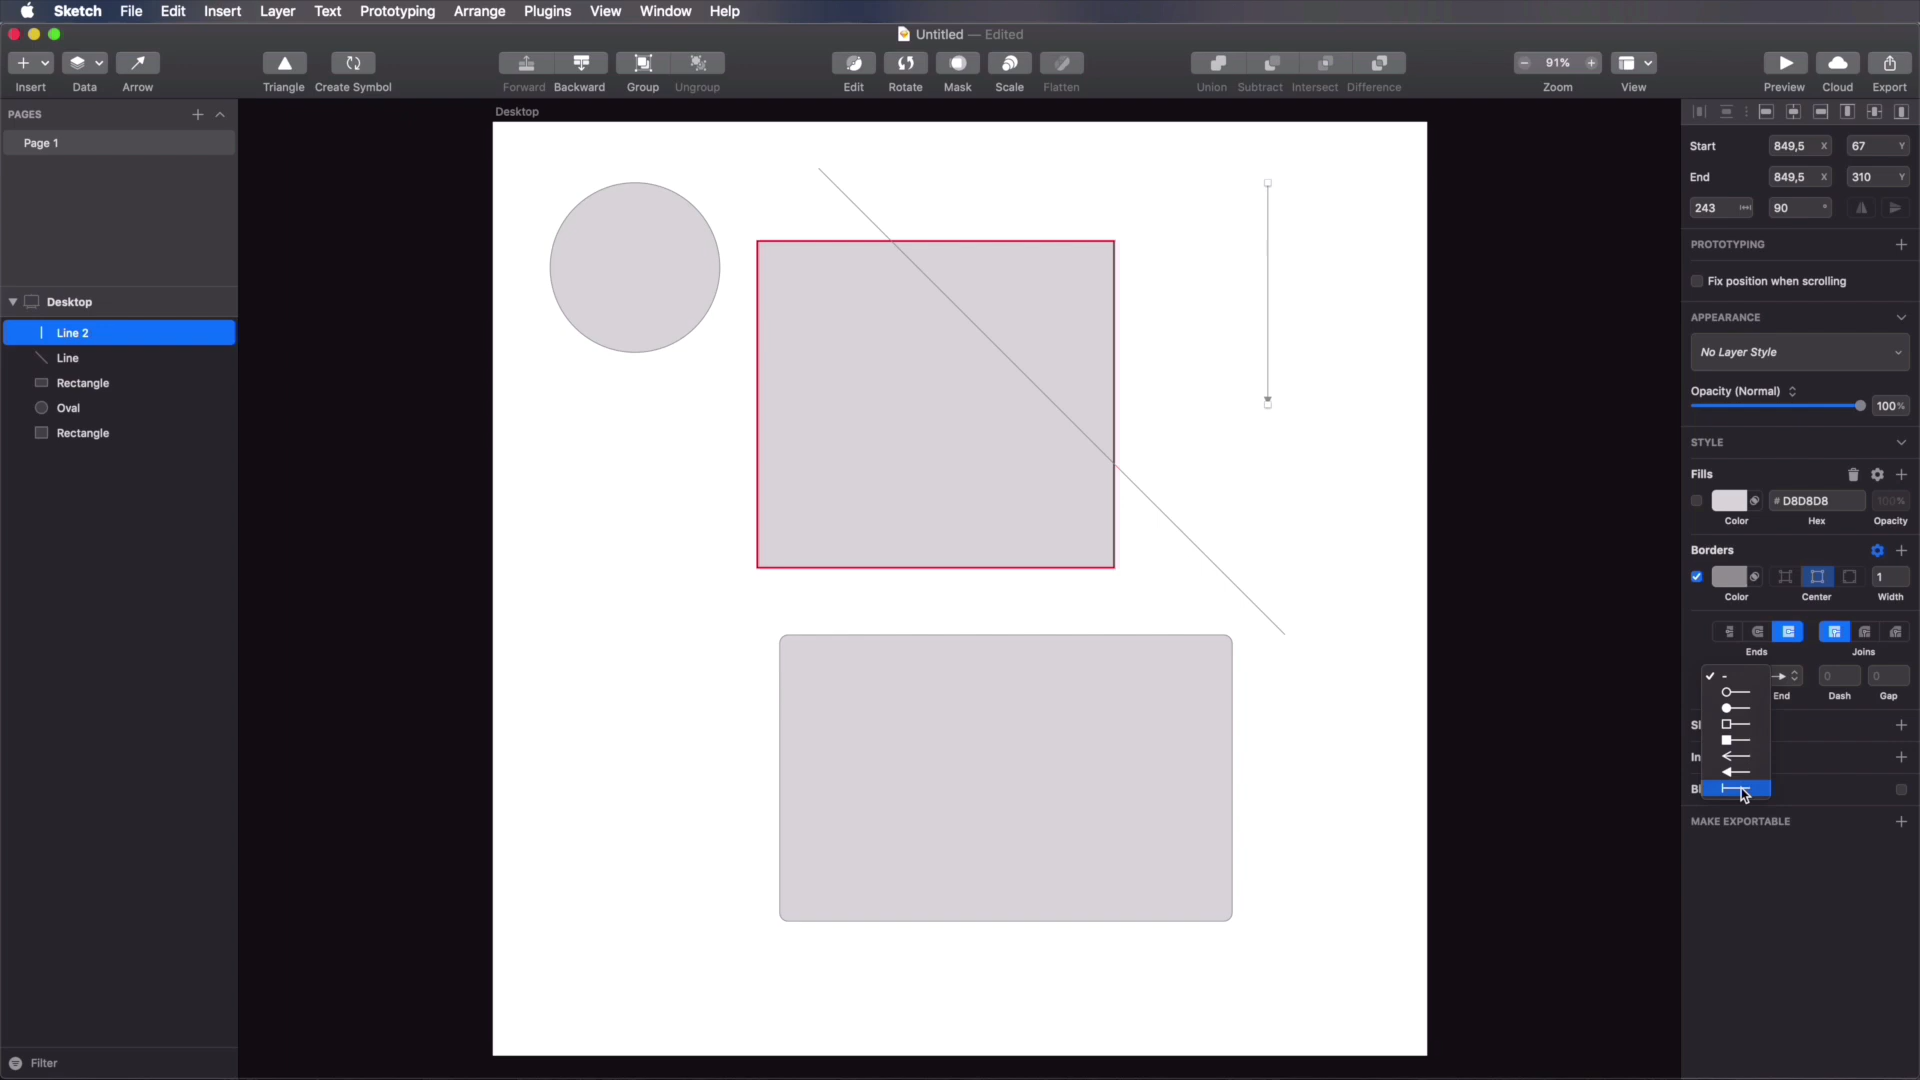 Sketch File Edit Insert Layer Text Prototyping Arrange Plugins View Window Help
Untitled — Edited
91%
Insert Data Arrow Triangle Create Symbol Forward Backward Group Ungroup Edit Rotate Mask Scale Flatten Union Subtract Intersect Difference Zoom View Preview Cloud Export
PAGES
Page 1
Desktop
Line 2
Line
Rectangle
Oval
Rectangle
Filter
Desktop
Start 849,5 X 67 Y
End 849,5 X 310 Y
243 90 °
PROTOTYPING
Fix position when scrolling
APPEARANCE
No Layer Style
Opacity (Normal)
100%
STYLE
Fills
# D8D8D8 100%
Color Hex Opacity
Borders
1
Color Center Width
Ends Joins
- 0 0
End Dash Gap
MAKE EXPORTABLE